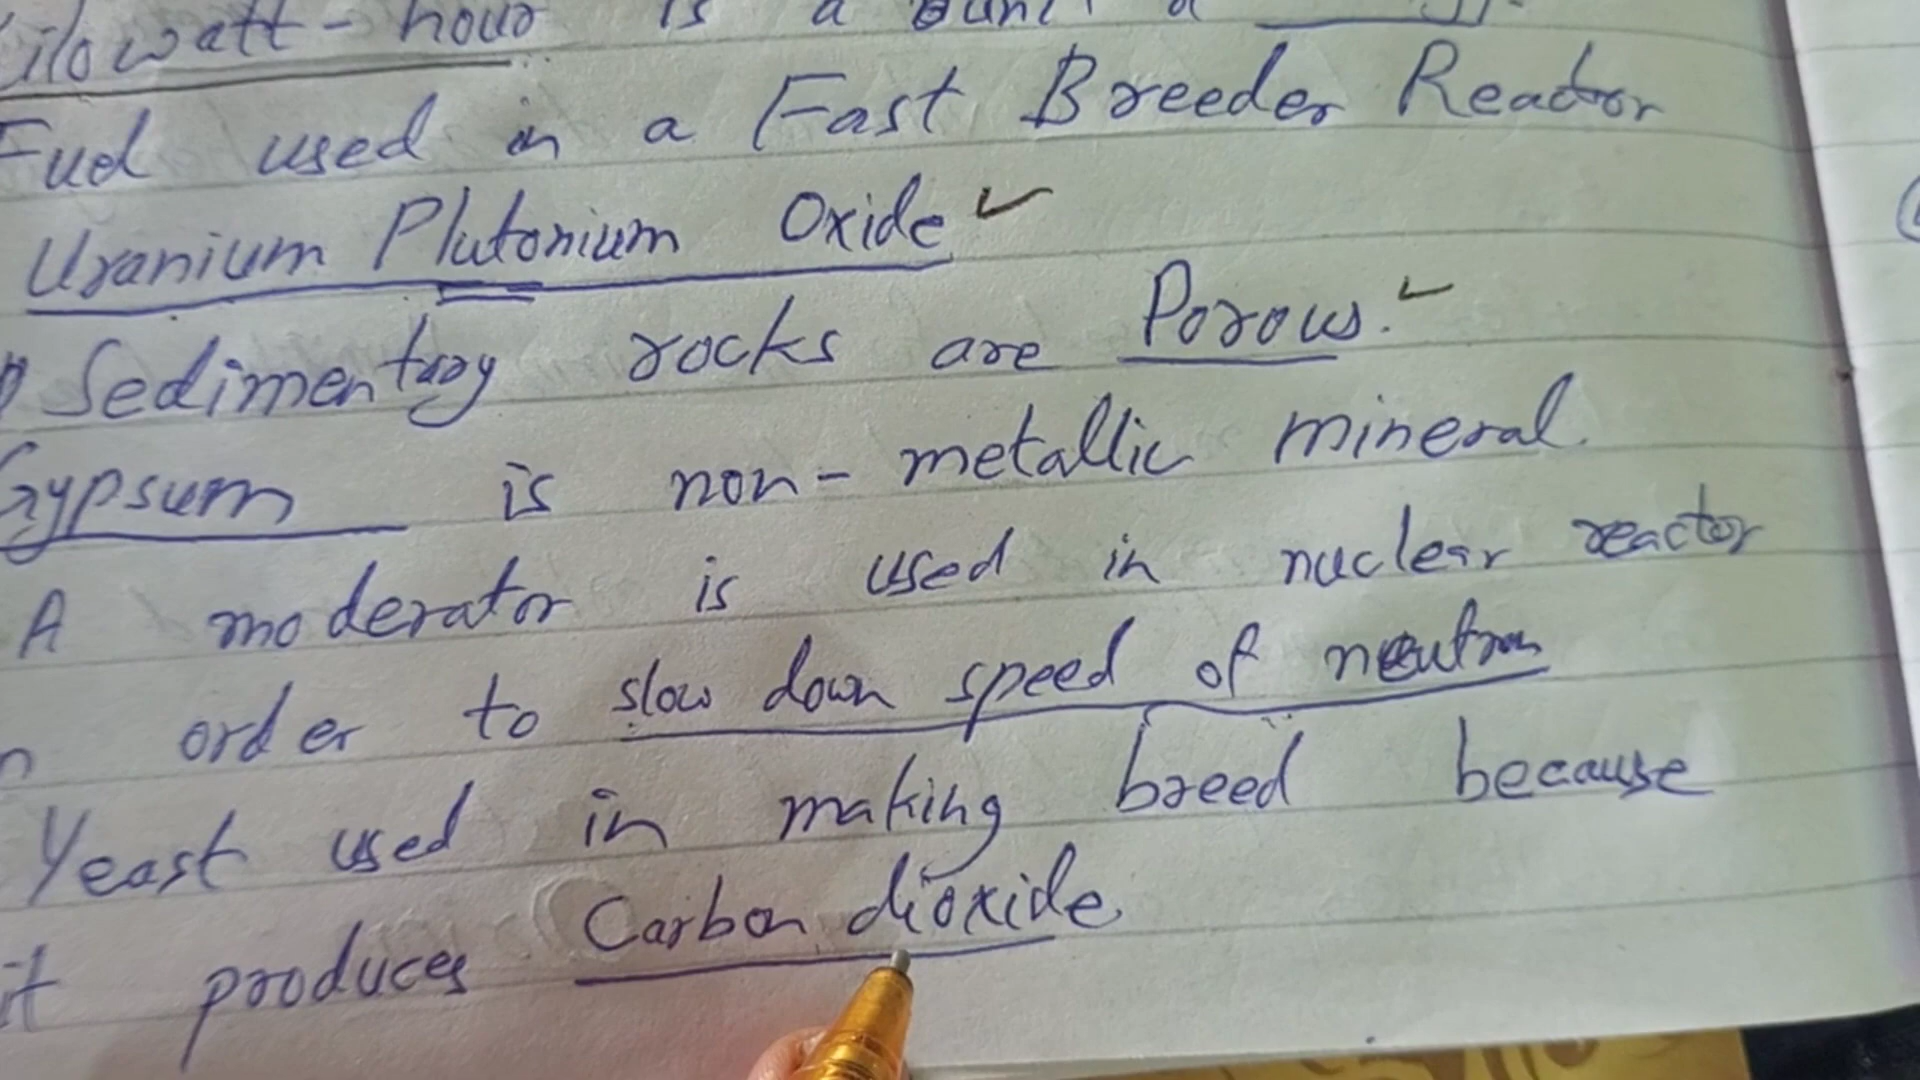 Kilowatt-hour is a
Fuel used in a Fast Breeder Reactor
Uranium Plutonium Oxide ✓
Sedimentary rocks are Porous. ✓
Gypsum is non-metallic mineral.
A moderator is used in nuclear reactor
order to slow down speed of neutron
Yeast used in making breed because
it produces Carbon dioxide